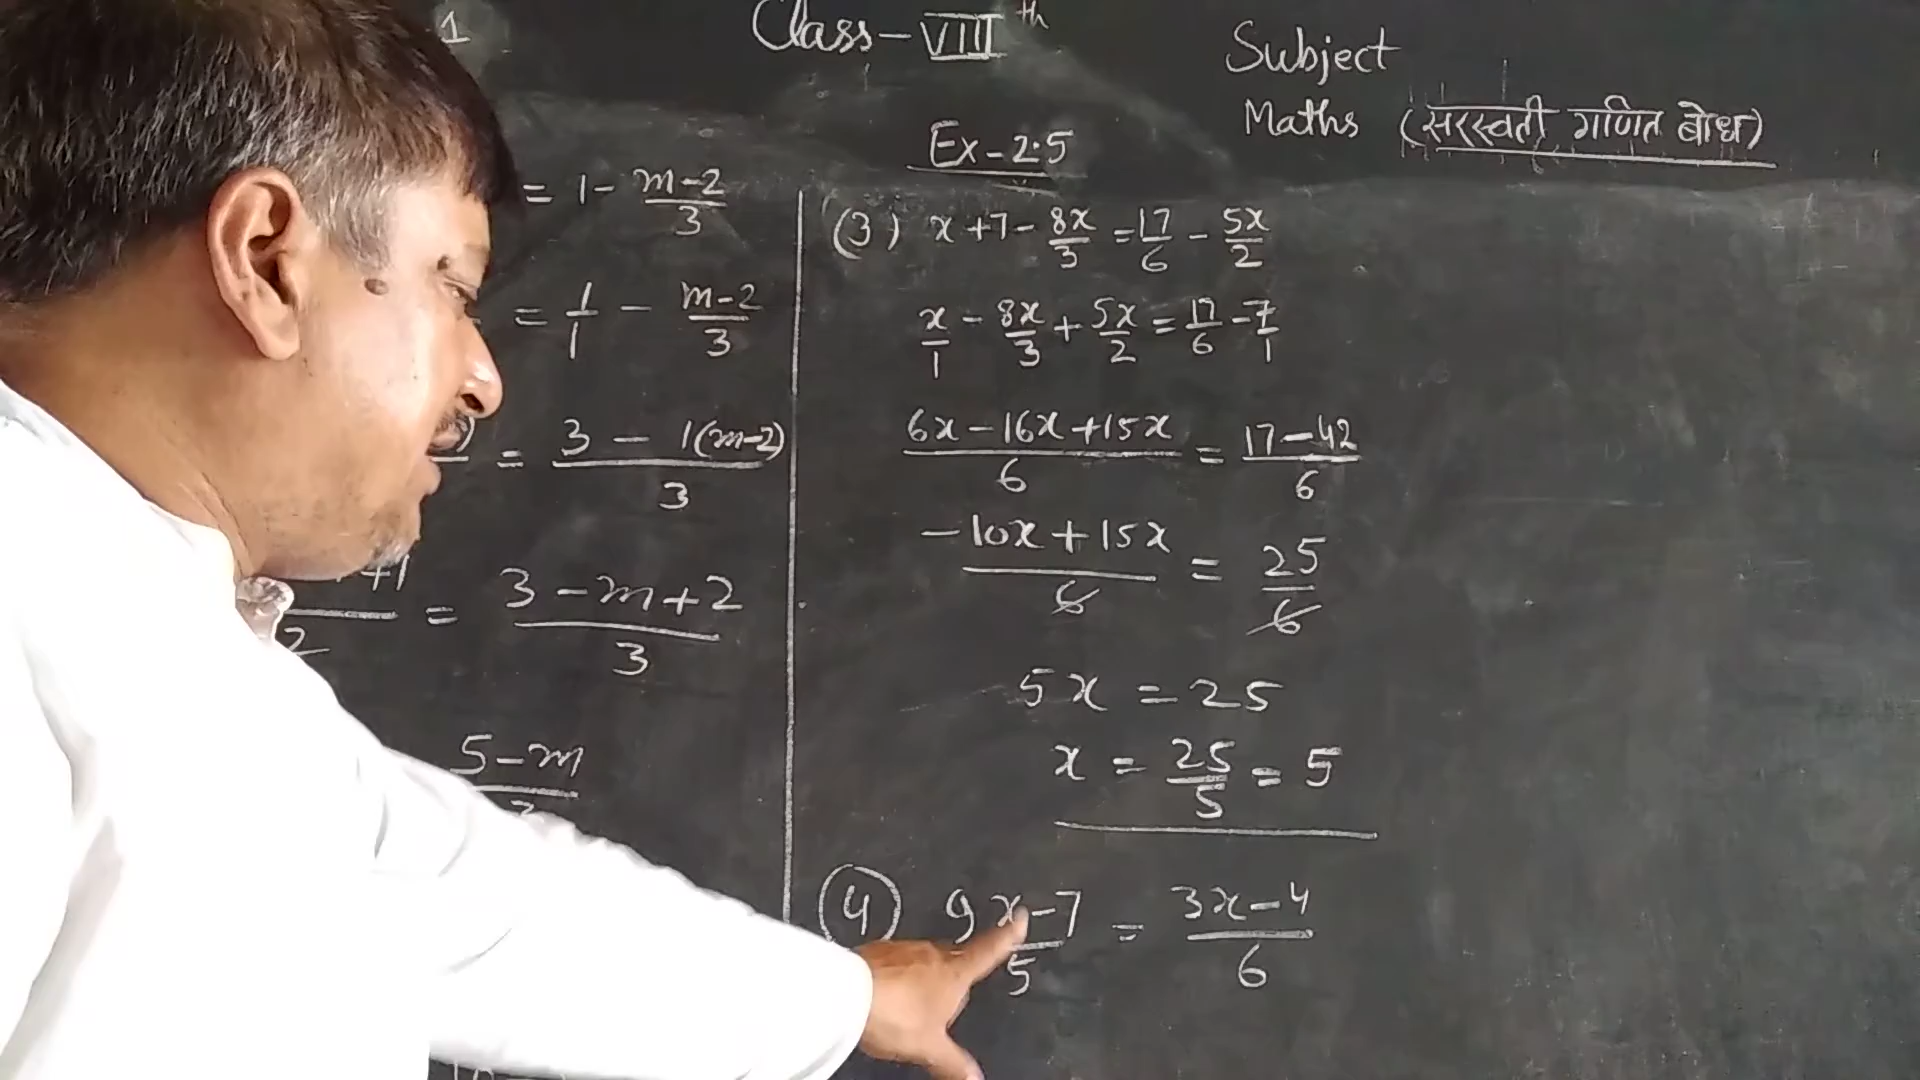 1
Class-VIIIth
Subject
Maths (सरस्वती गणित बोध)
Ex-2.5
= 1 - m-2/3
= 1/1 - m-2/3
) = 3 - 1(m-2)/3
+1/2 = 3-m+2/3
5-m
(3) x+7-8x/3=17/6-5x/2
x/1-8x/3+5x/2=17/6-7/1
6x-16x+15x/6=17-42/6
-10x+15x/6=25/6
5x=25
x=25/5=5
4 9x-7/5=3x-4/6